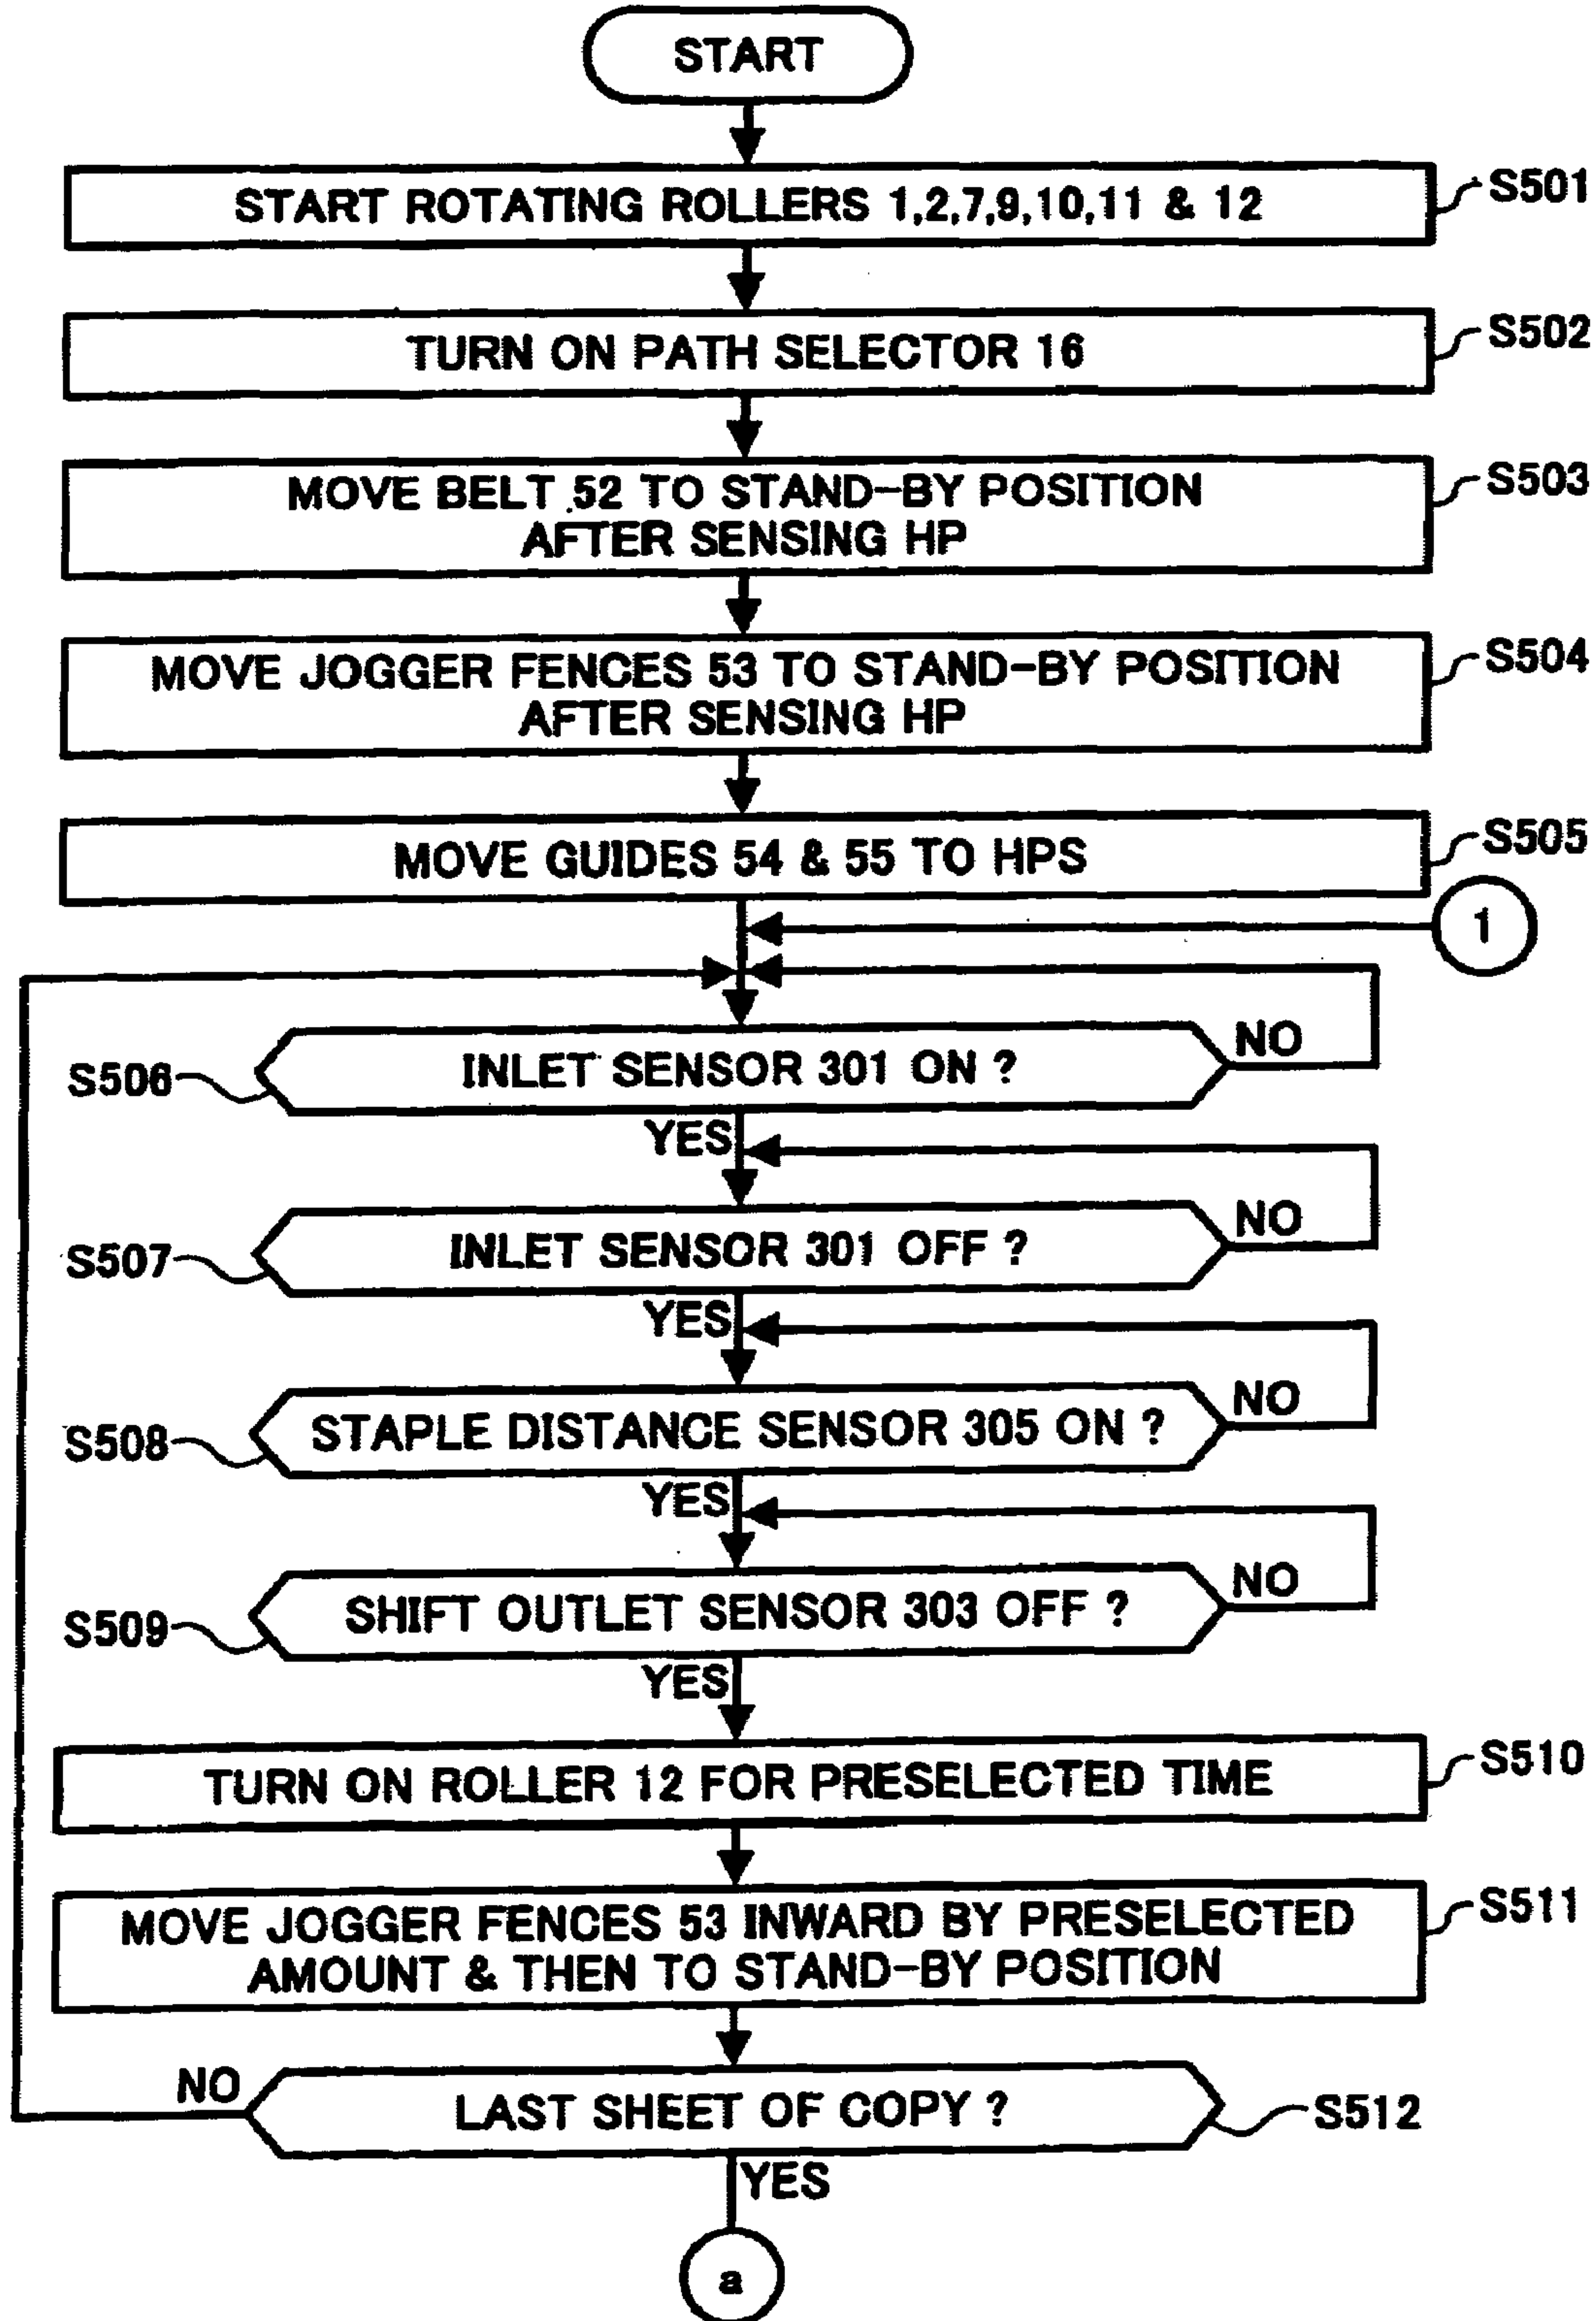 START
START ROTATING ROLLERS 1,2,7,9,10,11 & 12
S501
TURN ON PATH SELECTOR 16
S502
MOVE BELT 52 TO STAND-BY POSITION
AFTER SENSING HP
S503
MOVE JOGGER FENCES 53 TO STAND-BY POSITION
AFTER SENSING HP
S504
MOVE GUIDES 54 & 55 TO HPS
S505
1
S506
INLET SENSOR 301 ON ?
NO
YES
S507
INLET SENSOR 301 OFF ?
NO
YES
S508
STAPLE DISTANCE SENSOR 305 ON ?
NO
YES
S509
SHIFT OUTLET SENSOR 303 OFF ?
NO
YES
TURN ON ROLLER 12 FOR PRESELECTED TIME
S510
MOVE JOGGER FENCES 53 INWARD BY PRESELECTED
AMOUNT & THEN TO STAND-BY POSITION
S511
NO
LAST SHEET OF COPY ?
S512
YES
a